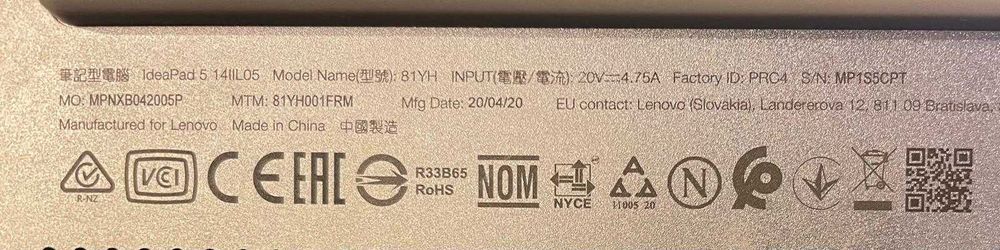 筆記型電腦 IdeaPad 5 14IIL05 Model Name(型號): 81YH INPUT(電壓/電流): 20V⎓4.75A Factory ID: PRC4 S/N: MP1S5CPT
MO: MPNXB042005P MTM: 81YH001FRM Mfg Date: 20/04/20 EU contact: Lenovo (Slovakia), Landererova 12, 811 09 Bratislava,
Manufactured for Lenovo Made in China 中國製造
R-NZ
VCI
CE
EAC
R33B65
RoHS
NOM
NYCE
11005 20
N